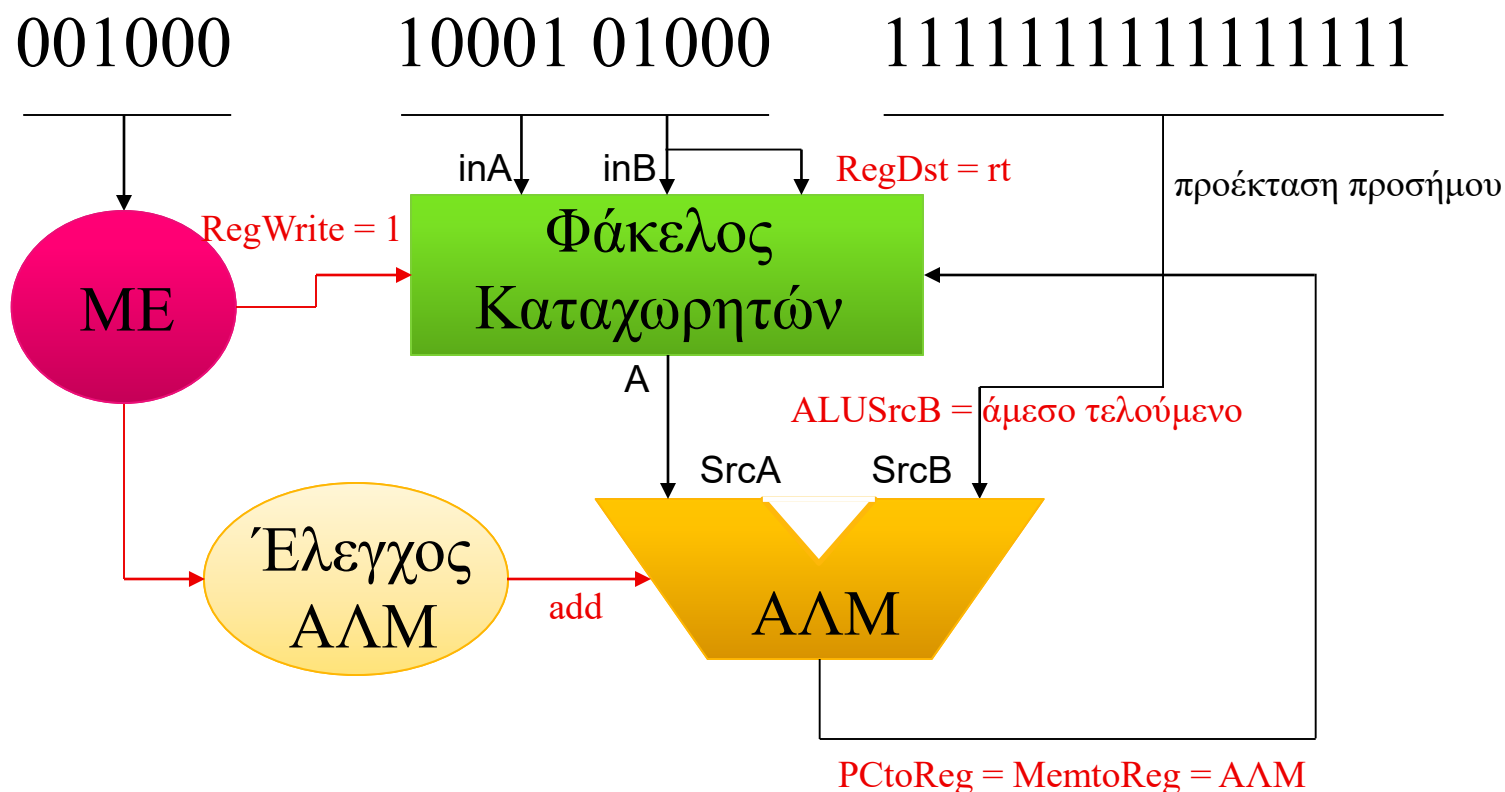 001000 10001 01000 1111111111111111
inA inB RegDst = rt
προέκταση προσήμου
RegWrite = 1
ΜΕ
Φάκελος
Καταχωρητών
A
ALUSrcB = άμεσο τελούμενο
SrcA SrcB
Έλεγχος
ΑΛΜ
add
ΑΛΜ
PCtoReg = MemtoReg = ΑΛΜ